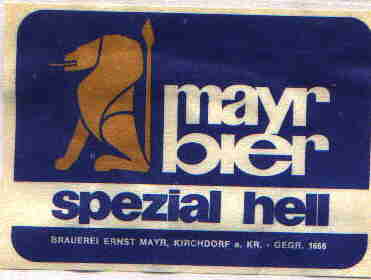 mayr
bier
spezial hell
BRAUEREI ERNST MAYR, KIRCHDORF a. KR. - GEGR. 1666